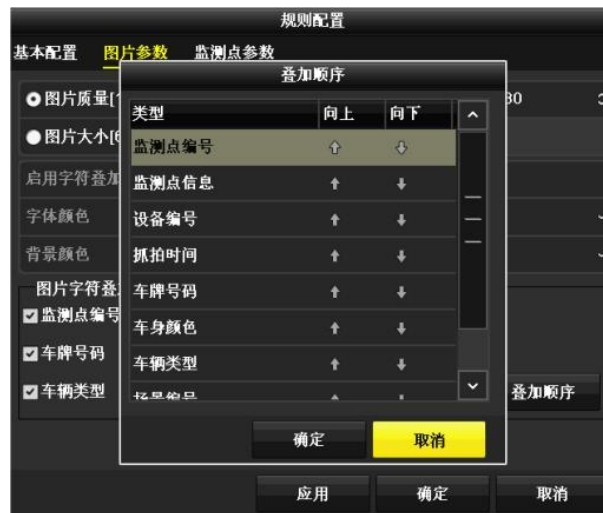 规则配置
基本配置 图片参数 监测点参数
叠加顺序
图片质量[
80
类型 向上 向下
图片大小[
监测点编号
启用字符叠加
监测点信息
字体颜色
设备编号
背景颜色
抓拍时间
图片字符叠
车牌号码
监测点编号
车身颜色
车牌号码
车辆类型
车辆类型
场景编号
叠加顺序
确定 取消
应用 确定 取消